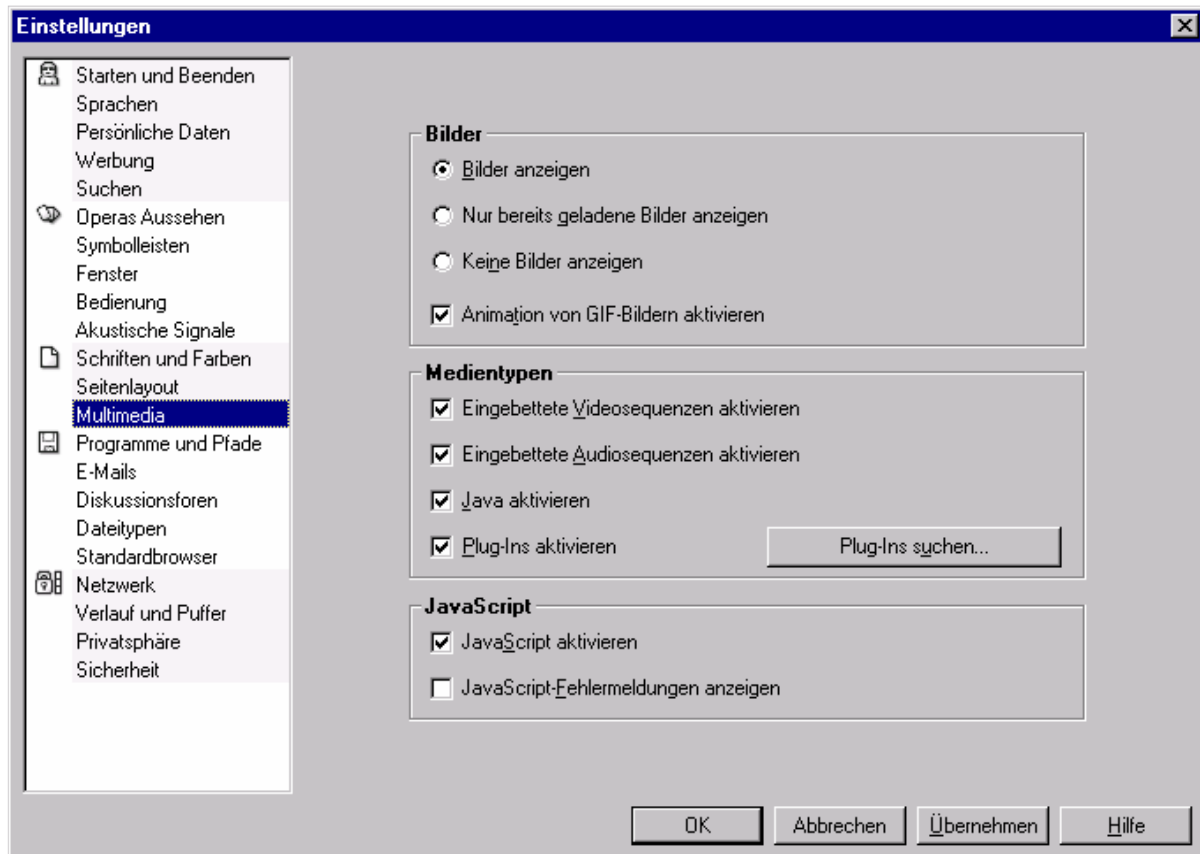 Einstellungen
Starten und Beenden
Sprachen
Persönliche Daten
Werbung
Suchen
Operas Aussehen
Symbolleisten
Fenster
Bedienung
Akustische Signale
Schriften und Farben
Seitenlayout
Multimedia
Programme und Pfade
E-Mails
Diskussionsforen
Dateitypen
Standardbrowser
Netzwerk
Verlauf und Puffer
Privatsphäre
Sicherheit
Bilder
Bilder anzeigen
Nur bereits geladene Bilder anzeigen
Keine Bilder anzeigen
Animation von GIF-Bildern aktivieren
Medientypen
Eingebettete Videosequenzen aktivieren
Eingebettete Audiosequenzen aktivieren
Java aktivieren
Plug-Ins aktivieren
Plug-Ins suchen...
JavaScript
JavaScript aktivieren
JavaScript-Fehlermeldungen anzeigen
OK
Abbrechen
Übernehmen
Hilfe